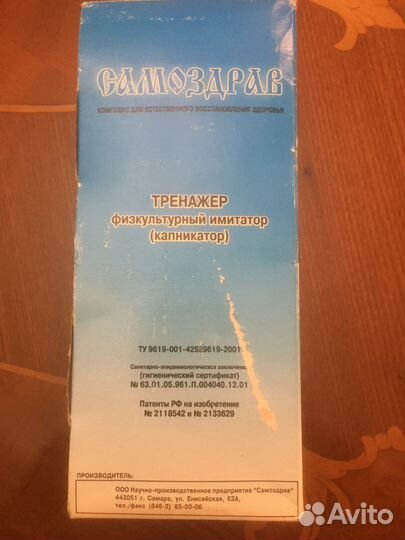 САМОЗДРАВ
КОМПЛЕКС ДЛЯ ЕСТЕСТВЕННОГО ВОССТАНОВЛЕНИЯ ЗДОРОВЬЯ
ТРЕНАЖЕР
физкультурный имитатор
(капникатор)
ТУ 9619-001-42529619-2001
Санитарно-эпидемиологическое заключение
(гигиенический сертификат)
№ 63.01.05.961.П.004040.12.01
Патенты РФ на изобретение
№ 2118542 и № 2133629
ПРОИЗВОДИТЕЛЬ:
ООО Научно-производственное предприятие "Самоздрав"
443051 г. Самара, ул. Енисейская, 62А,
тел./факс (846-2) 65-00-06
Avito